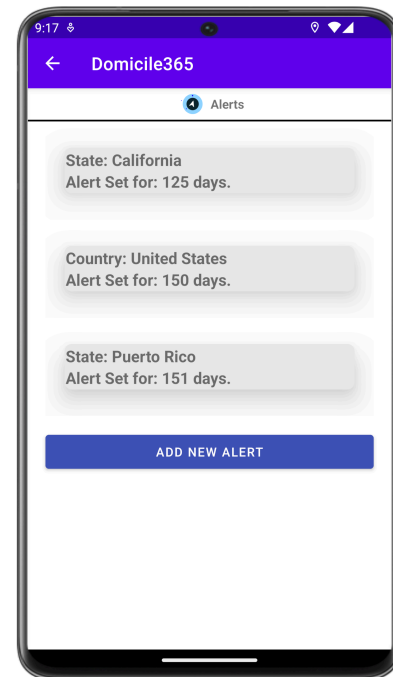 9:17
Domicile365
Alerts
State: California
Alert Set for: 125 days.
Country: United States
Alert Set for: 150 days.
State: Puerto Rico
Alert Set for: 151 days.
ADD NEW ALERT